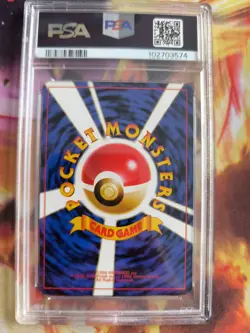 PSA
PSA
102703574
POCKET MONSTERS
CARD GAME